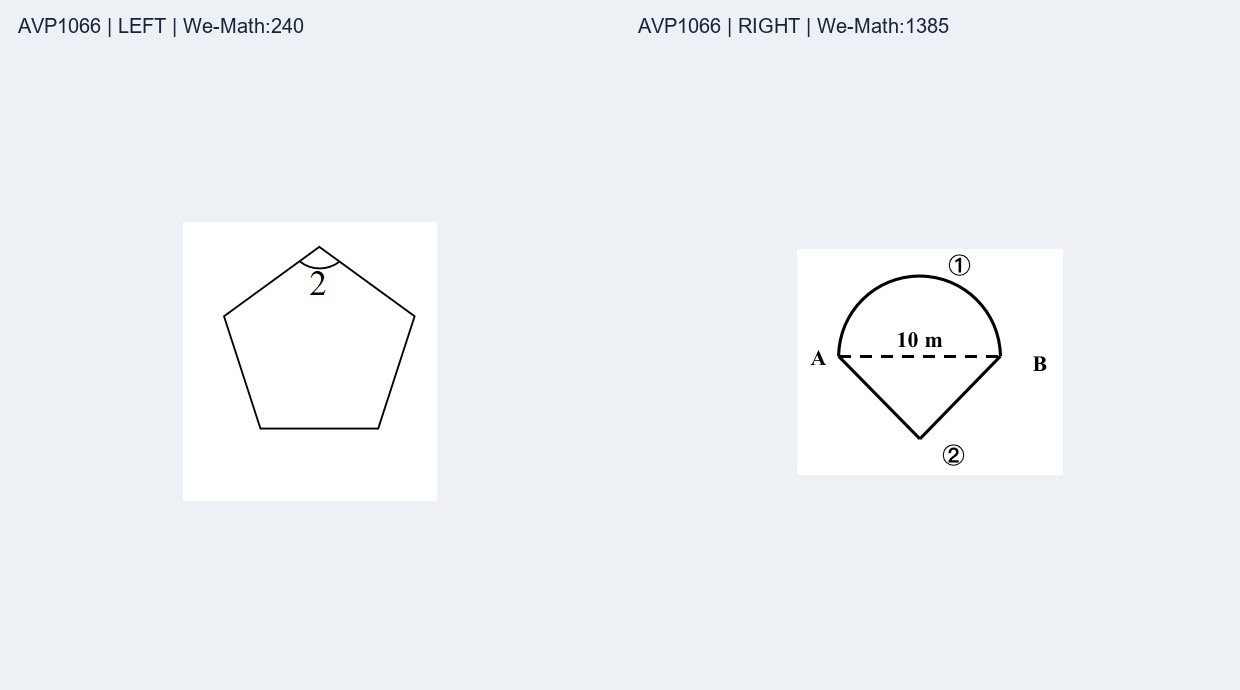 AVP1066 | LEFT | We-Math:240
AVP1066 | RIGHT | We-Math:1385
2
①
10 m
A
B
②